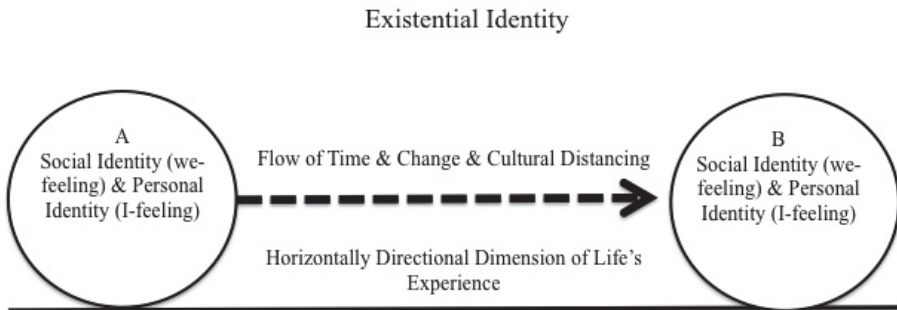 Existential Identity
A
Social Identity (we-
feeling) & Personal
Identity (I-feeling)
Flow of Time & Change & Cultural Distancing
Horizontally Directional Dimension of Life's
Experience
B
Social Identity (we-
feeling) & Personal
Identity (I-feeling)